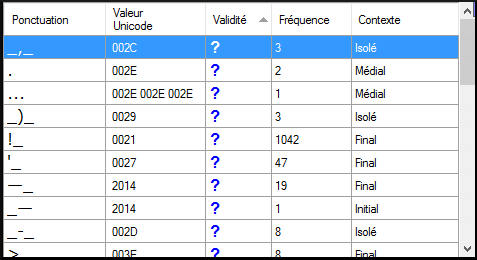 Ponctuation Valeur Unicode Validité Fréquence Contexte
_,_ 002C ? 3 Isolé
. 002E ? 2 Médial
... 002E 002E 002E ? 1 Médial
_)_ 0029 ? 3 Isolé
!_ 0021 ? 1042 Final
'_ 0027 ? 47 Final
—_ 2014 ? 19 Final
_— 2014 ? 1 Initial
_-_ 002D ? 8 Isolé
>_ 003E ? 8 Final